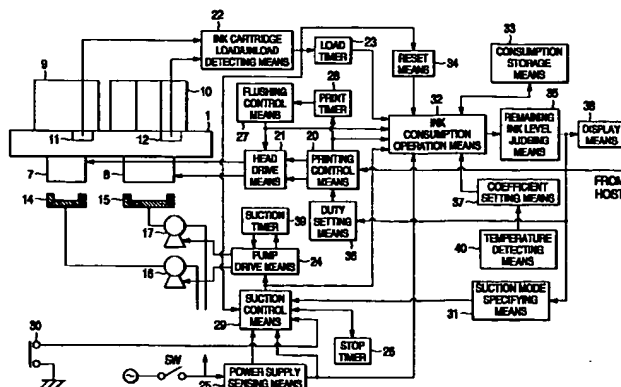 22
9
10
INK CARTRIDGE
LOAD/UNLOAD
DETECTING MEANS
LOAD
TIMER
23
RESET
MEANS
34
33
CONSUMPTION
STORAGE
MEANS
28
FLUSHING
CONTROL
MEANS
27
PRINT
TIMER
32
INK
CONSUMPTION
OPERATION MEANS
35
REMAINING
INK LEVEL
JUDGING
MEANS
38
DISPLAY
MEANS
11
12
1
7
8
21
HEAD
DRIVE
MEANS
20
PRINTING
CONTROL
MEANS
FROM
HOST
14
15
17
16
SUCTION
TIMER
39
DUTY
SETTING
MEANS
36
COEFFICIENT
SETTING MEANS
37
PUMP
DRIVE MEANS
24
TEMPERATURE
DETECTING
MEANS
40
SUCTION
CONTROL
MEANS
29
SUCTION MODE
SPECIFYING
MEANS
31
30
STOP
TIMER
26
SW
POWER SUPPLY
SENSING MEANS
25